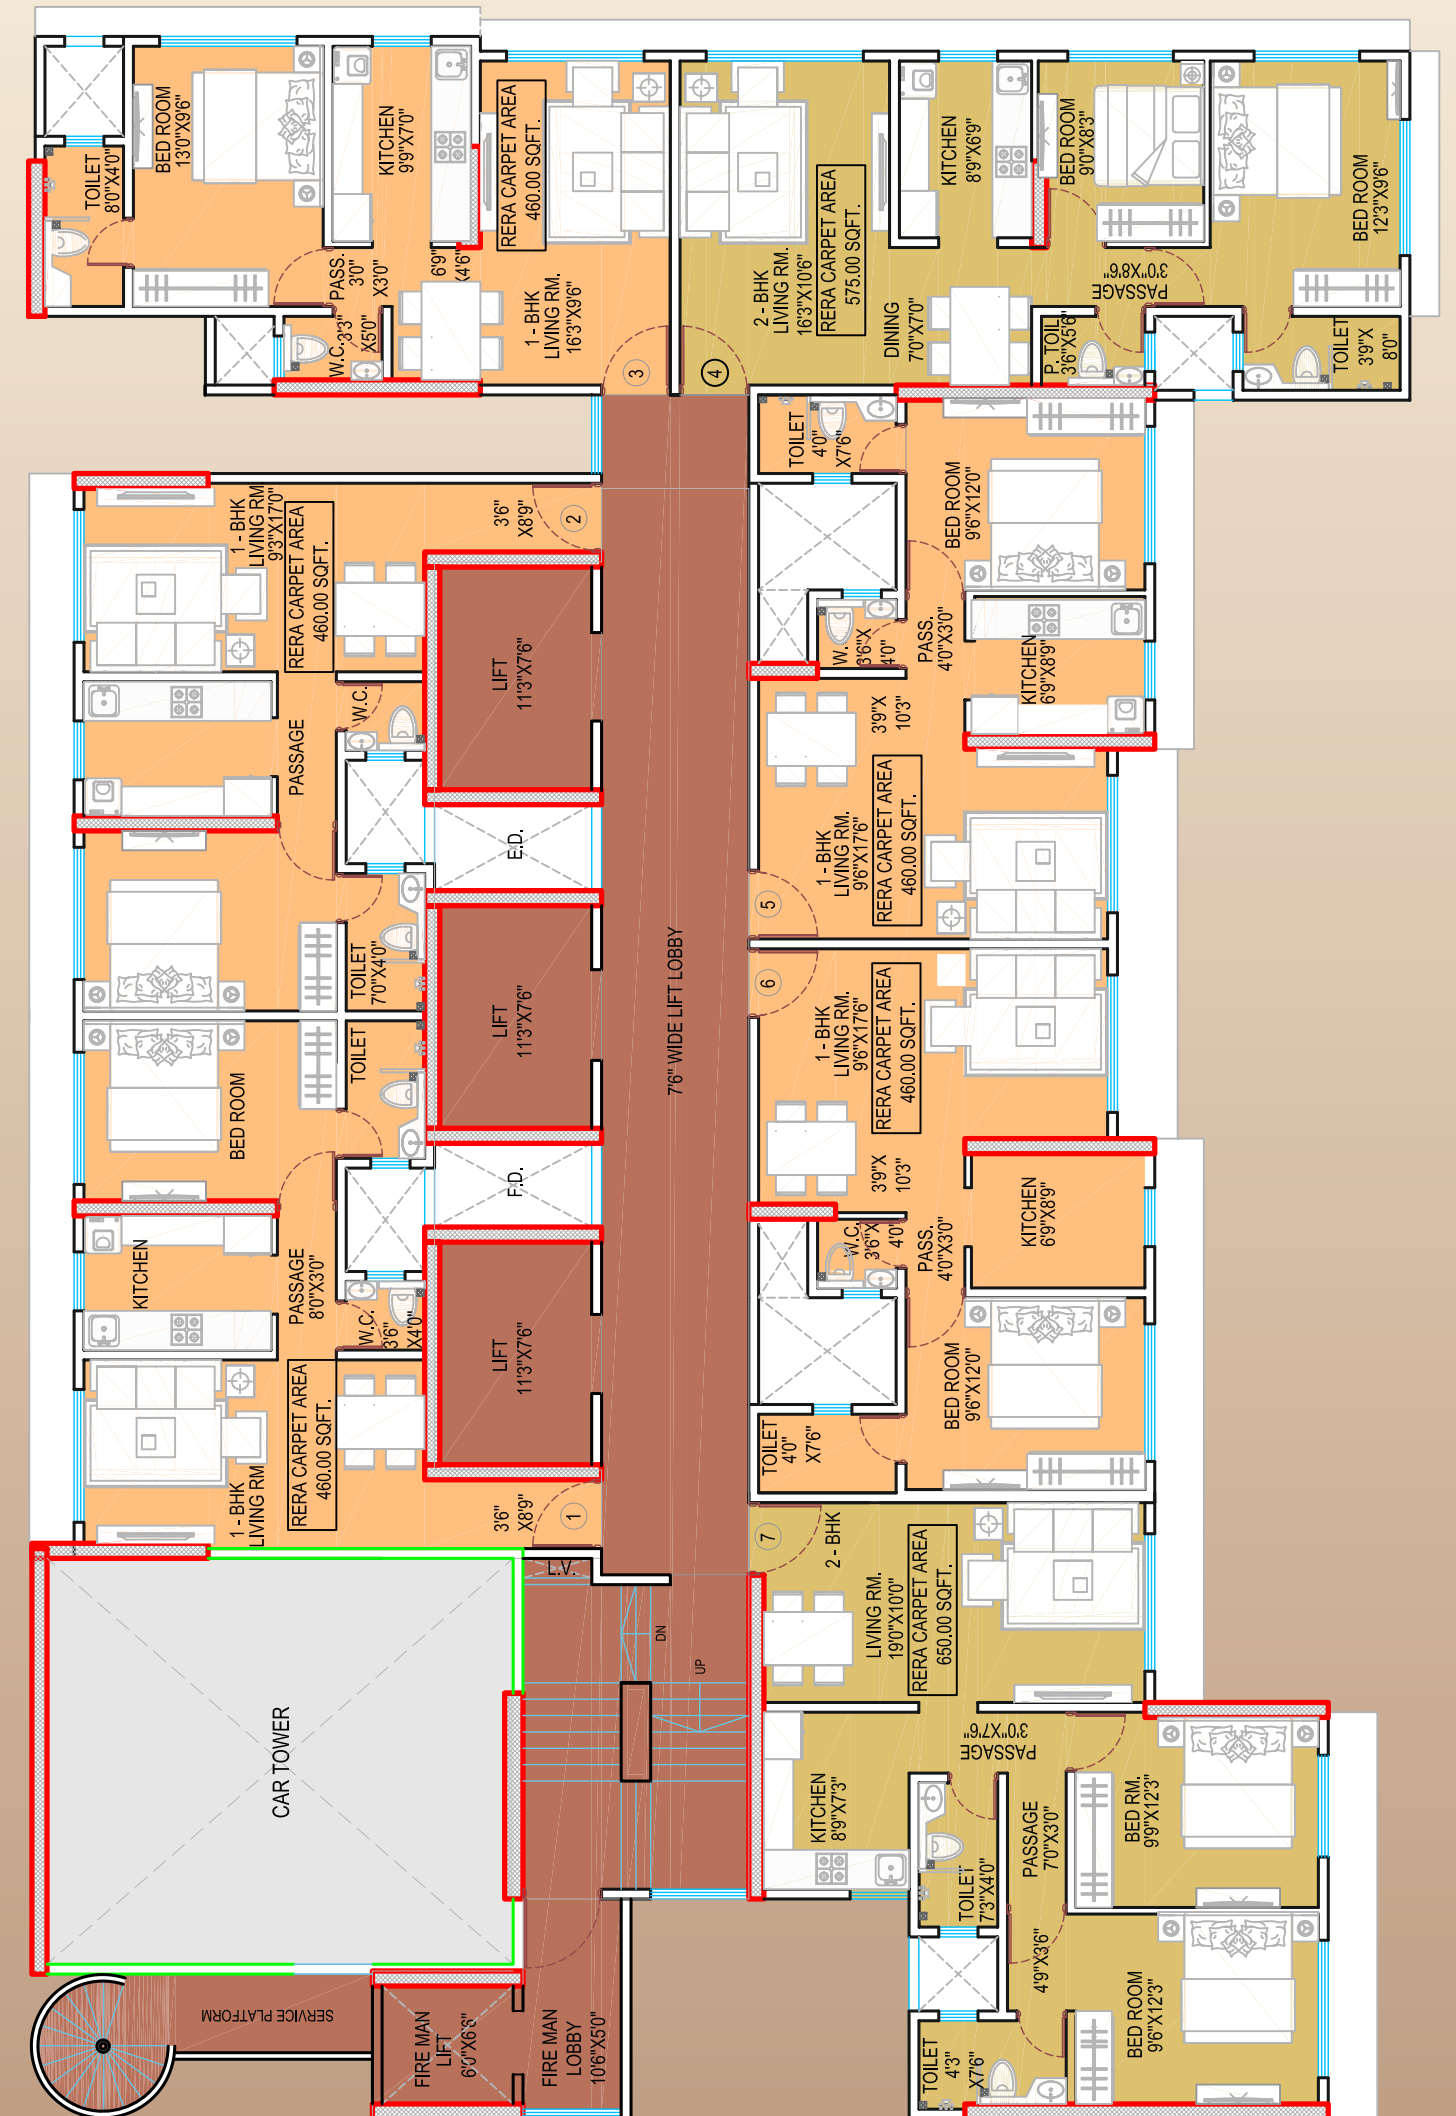 BED ROOM
13'0"X9'6"
TOILET
8'0"X4'0"
KITCHEN
9'9"X7'0"
PASS.
3'0"
X3'0"
W.C.
3'3"
X5'0"
6'9"
X4'6"
RERA CARPET AREA
460.00 SQFT.
1 - BHK
LIVING RM.
16'3"X9'6"
3
4
2 - BHK
LIVING RM.
16'3"X10'6"
RERA CARPET AREA
575.00 SQFT.
DINING
7'0"X7'0"
KITCHEN
8'9"X6'9"
BED ROOM
9'0"X8'3"
PASSAGE
3'0"X8'6"
BED ROOM
12'3"X9'6"
P. TOIL
3'6"X5'6"
TOILET
3'9"X
8'0"
1 - BHK
LIVING RM
9'3"X17'0"
RERA CARPET AREA
460.00 SQFT.
3'6"
X8'9"
2
LIFT
11'3"X7'6"
W.C.
PASSAGE
E.D.
TOILET
7'0"X4'0"
LIFT
11'3"X7'6"
TOILET
BED ROOM
F.D.
KITCHEN
PASSAGE
8'0"X3'0"
W.C.
3'6"
X4'0"
LIFT
11'3"X7'6"
1 - BHK
LIVING RM
RERA CARPET AREA
460.00 SQFT.
3'6"
X8'9"
1
7'6" WIDE LIFT LOBBY
TOILET
4'0"
X7'6"
BED ROOM
9'6"X12'0"
W.
3'6"X
4'0"
PASS.
4'0"X3'0"
KITCHEN
6'9"X8'9"
3'9"X
10'3"
1 - BHK
LIVING RM.
9'6"X17'6"
RERA CARPET AREA
460.00 SQFT.
5
6
1 - BHK
LIVING RM.
9'6"X17'6"
RERA CARPET AREA
460.00 SQFT.
3'9"X
10'3"
W.C.
3'6"X
4'0"
PASS.
4'0"X3'0"
KITCHEN
6'9"X8'9"
BED ROOM
9'6"X12'0"
TOILET
4'0"
X7'6"
7
2 - BHK
LIVING RM.
19'0"X10'0"
RERA CARPET AREA
650.00 SQFT.
L.V.
DN
UP
CAR TOWER
PASSAGE
3'0"X7'6"
KITCHEN
8'9"X7'3"
PASSAGE
7'0"X3'0"
BED RM.
9'9"X12'3"
TOILET
7'3"X4'0"
4'9"X3'6"
BED ROOM
9'6"X12'3"
TOILET
4'3"
X7'6"
SERVICE PLATFORM
FIRE MAN
LIFT
6'0"X6'6"
FIRE MAN
LOBBY
10'6"X5'0"